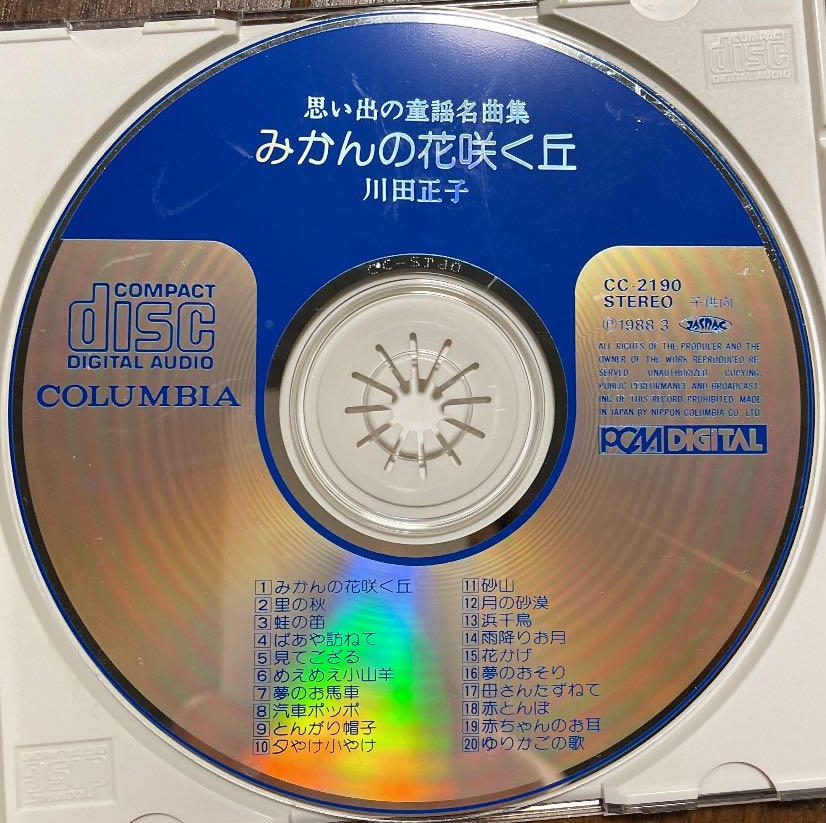 思い出の童謡名曲集
みかんの花咲く丘
川田正子
COMPACT
disc
DIGITAL AUDIO
COMPACT
disc
DIGITAL AUDIO
COLUMBIA
CC-2190
STEREO 子供向
Ⓟ1988 3 JASRAC
ALL RIGHTS OF THE PRODUCER AND THE
OWNER OF THE WORK REPRODUCED RE-
SERVED UNAUTHORIZED COPYING,
PUBLIC PERFORMANCE AND BROADCAST-
ING OF THIS RECORD PROHIBITED MADE
IN JAPAN BY NIPPON COLUMBIA CO. LTD.
PCM DIGITAL
1 みかんの花咲く丘
2 里の秋
3 蛙の笛
4 ばあや訪ねて
5 見てござる
6 めえめえ小山羊
7 夢のお馬車
8 汽車ポッポ
9 とんがり帽子
10 夕やけ小やけ
11 砂山
12 月の砂漠
13 浜千鳥
14 雨降りお月
15 花かげ
16 夢のおそり
17 母さんたずねて
18 赤とんぼ
19 赤ちゃんのお耳
20 ゆりかごの歌